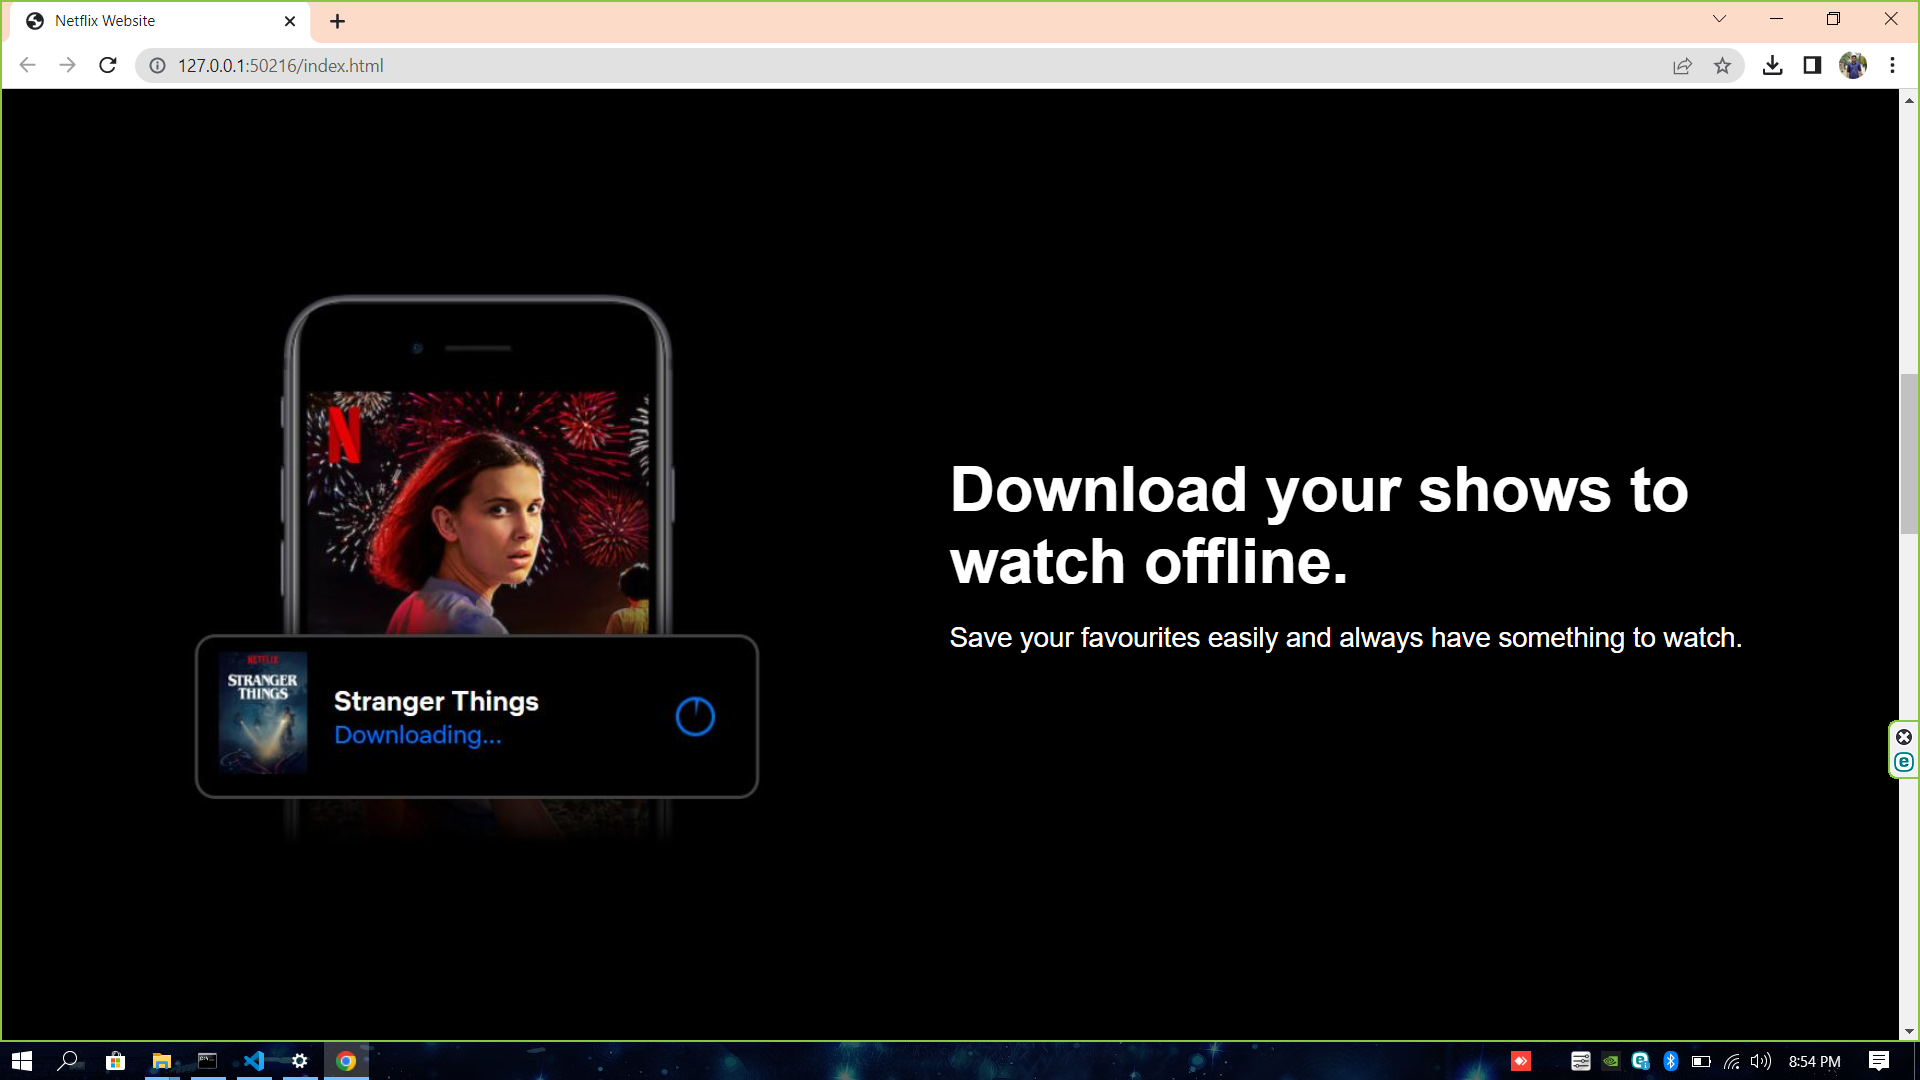 Netflix Website
127.0.0.1:50216/index.html
N
Download your shows to
watch offline.
Save your favourites easily and always have something to watch.
NETFLIX
STRANGER
THINGS
Stranger Things
Downloading...
8:54 PM